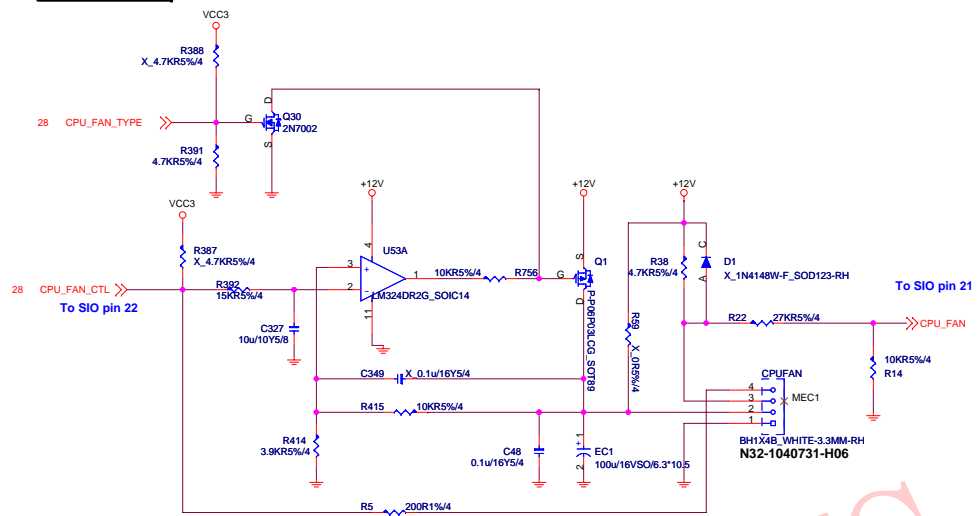 VCC3
R388
X_4.7KR5%/4
D
G
S
Q30
2N7002
28 CPU_FAN_TYPE
R391
4.7KR5%/4
+12V
+12V
+12V
VCC3
R387
X_4.7KR5%/4
4
U53A
3
+
2
-
1
11
LM324DR2G_SOIC14
10KR5%/4
R756
S
G
D
Q1
P-P06P03LCG_SOT89
R38
4.7KR5%/4
C
A
D1
X_1N4148W-F_SOD123-RH
28 CPU_FAN_CTL
R392
15KR5%/4
To SIO pin 22
C327
10u/10Y5/8
R59
X_0R5%/4
To SIO pin 21
R22
27KR5%/4
CPU_FAN
10KR5%/4
R14
C349
X_0.1u/16Y5/4
CPUFAN
4
3
2
1
MEC1
R415
10KR5%/4
BH1X4B_WHITE-3.3MM-RH
N32-1040731-H06
R414
3.9KR5%/4
C48
0.1u/16Y5/4
+
1
2
EC1
100u/16VSO/6.3*10.5
R5
200R1%/4